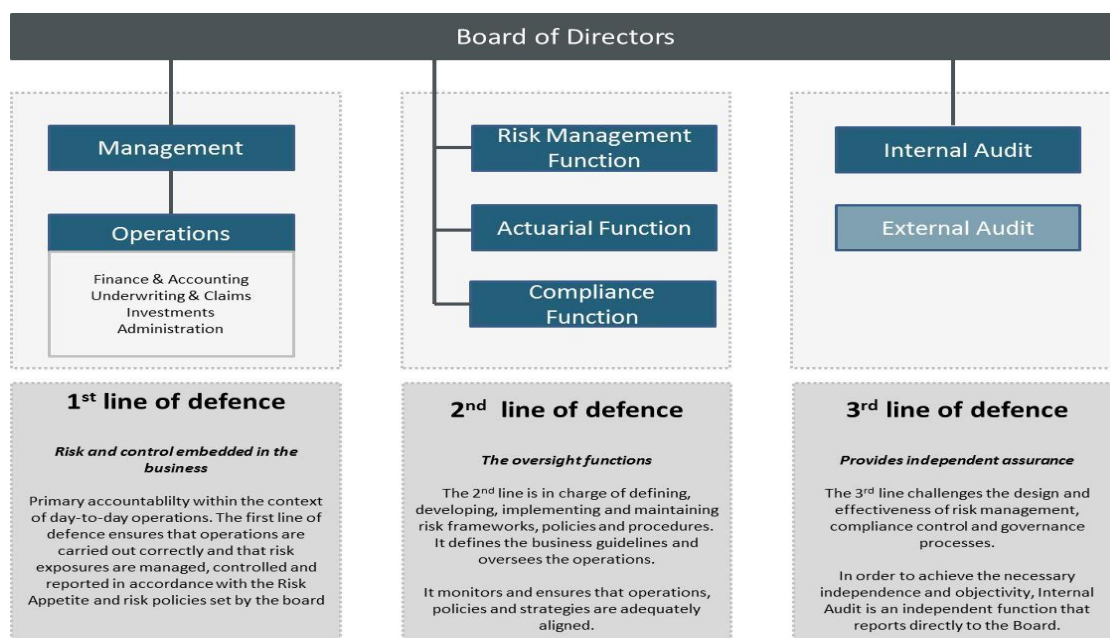 Board of Directors
Management
Operations
Finance & Accounting
Underwriting & Claims
Investments
Administration
Risk Management
Function
Actuarial Function
Compliance
Function
Internal Audit
External Audit
1st line of defence
Risk and control embedded in the
business
Primary accountablilty within the context
of day-to-day operations. The first line of
defence ensures that operations are
carried out correctly and that risk
exposures are managed, controlled and
reported in accordance with the Risk
Appetite and risk policies set by the board
2nd line of defence
The oversight functions
The 2nd line is in charge of defining,
developing, implementing and maintaining
risk frameworks, policies and procedures.
It defines the business guidelines and
oversees the operations.
It monitors and ensures that operations,
policies and strategies are adequately
aligned.
3rd line of defence
Provides independent assurance
The 3rd line challenges the design and
effectiveness of risk management,
compliance control and governance
processes.
In order to achieve the necessary
independence and objectivity, Internal
Audit is an independent function that
reports directly to the Board.